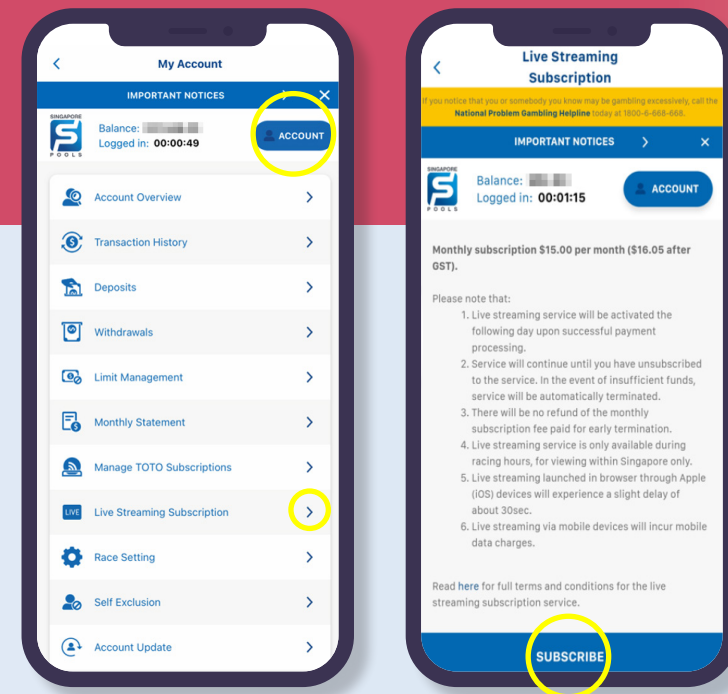 My Account
IMPORTANT NOTICES
SINGAPORE
POOLS
Balance:
Logged in: 00:00:49
ACCOUNT
Account Overview
Transaction History
Deposits
Withdrawals
Limit Management
Monthly Statement
Manage TOTO Subscriptions
LIVE
Live Streaming Subscription
Race Setting
Self Exclusion
Account Update
Live Streaming
Subscription
If you notice that you or somebody you know may be gambling excessively, call the
National Problem Gambling Helpline today at 1800-6-668-668.
IMPORTANT NOTICES
SINGAPORE
POOLS
Balance:
Logged in: 00:01:15
ACCOUNT
Monthly subscription $15.00 per month ($16.05 after
GST).
Please note that:
1. Live streaming service will be activated the
following day upon successful payment
processing.
2. Service will continue until you have unsubscribed
to the service. In the event of insufficient funds,
service will be automatically terminated.
3. There will be no refund of the monthly
subscription fee paid for early termination.
4. Live streaming service is only available during
racing hours, for viewing within Singapore only.
5. Live streaming launched in browser through Apple
(iOS) devices will experience a slight delay of
about 30sec.
6. Live streaming via mobile devices will incur mobile
data charges.
Read here for full terms and conditions for the live
streaming subscription service.
SUBSCRIBE